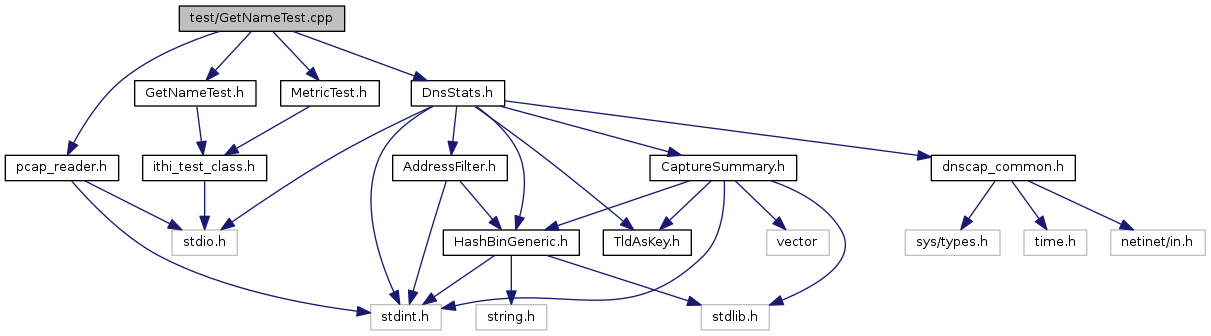 test/GetNameTest.cpp
GetNameTest.h
MetricTest.h
DnsStats.h
pcap_reader.h
ithi_test_class.h
AddressFilter.h
CaptureSummary.h
dnscap_common.h
stdio.h
HashBinGeneric.h
TldAsKey.h
vector
sys/types.h
time.h
netinet/in.h
stdint.h
string.h
stdlib.h